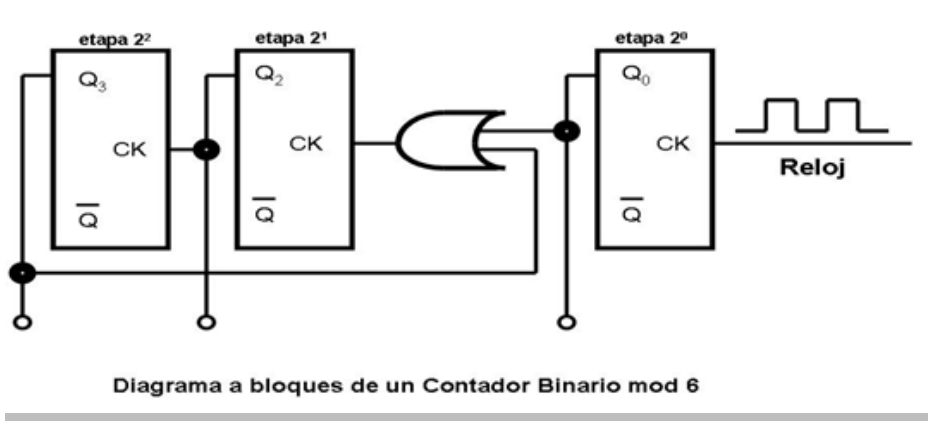 etapa 2² etapa 2¹ etapa 2⁰
Q₃ Q₂ Q₀
CK CK CK
Q̅ Q̅ Q̅
Reloj
Diagrama a bloques de un Contador Binario mod 6